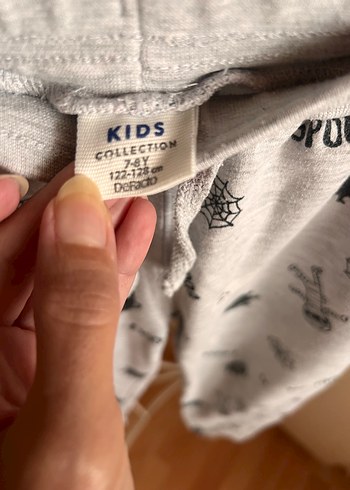 KIDS
COLLECTION
7-8 Y
122-128 cm
DeFacto